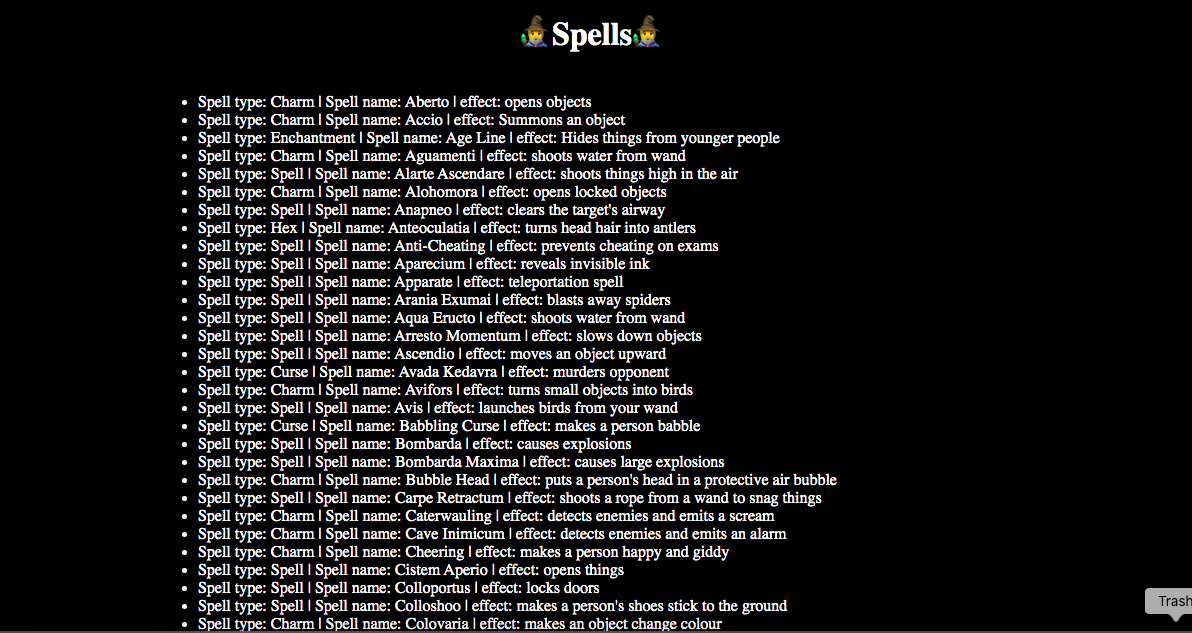 Spells
Spell type: Charm | Spell name: Aberto | effect: opens objects
Spell type: Charm | Spell name: Accio | effect: Summons an object
Spell type: Enchantment | Spell name: Age Line | effect: Hides things from younger people
Spell type: Charm | Spell name: Aguamenti | effect: shoots water from wand
Spell type: Spell | Spell name: Alarte Ascendare | effect: shoots things high in the air
Spell type: Charm | Spell name: Alohomora | effect: opens locked objects
Spell type: Spell | Spell name: Anapneo | effect: clears the target's airway
Spell type: Hex | Spell name: Anteoculatia | effect: turns head hair into antlers
Spell type: Spell | Spell name: Anti-Cheating | effect: prevents cheating on exams
Spell type: Spell | Spell name: Aparecium | effect: reveals invisible ink
Spell type: Spell | Spell name: Apparate | effect: teleportation spell
Spell type: Spell | Spell name: Arania Exumai | effect: blasts away spiders
Spell type: Spell | Spell name: Aqua Eructo | effect: shoots water from wand
Spell type: Spell | Spell name: Arresto Momentum | effect: slows down objects
Spell type: Spell | Spell name: Ascendio | effect: moves an object upward
Spell type: Curse | Spell name: Avada Kedavra | effect: murders opponent
Spell type: Charm | Spell name: Avifors | effect: turns small objects into birds
Spell type: Spell | Spell name: Avis | effect: launches birds from your wand
Spell type: Curse | Spell name: Babbling Curse | effect: makes a person babble
Spell type: Spell | Spell name: Bombarda | effect: causes explosions
Spell type: Spell | Spell name: Bombarda Maxima | effect: causes large explosions
Spell type: Charm | Spell name: Bubble Head | effect: puts a person's head in a protective air bubble
Spell type: Spell | Spell name: Carpe Retractum | effect: shoots a rope from a wand to snag things
Spell type: Charm | Spell name: Caterwauling | effect: detects enemies and emits a scream
Spell type: Charm | Spell name: Cave Inimicum | effect: detects enemies and emits an alarm
Spell type: Charm | Spell name: Cheering | effect: makes a person happy and giddy
Spell type: Spell | Spell name: Cistem Aperio | effect: opens things
Spell type: Spell | Spell name: Colloportus | effect: locks doors
Spell type: Spell | Spell name: Colloshoo | effect: makes a person's shoes stick to the ground
Spell type: Charm | Spell name: Colovaria | effect: makes an object change colour
Trash